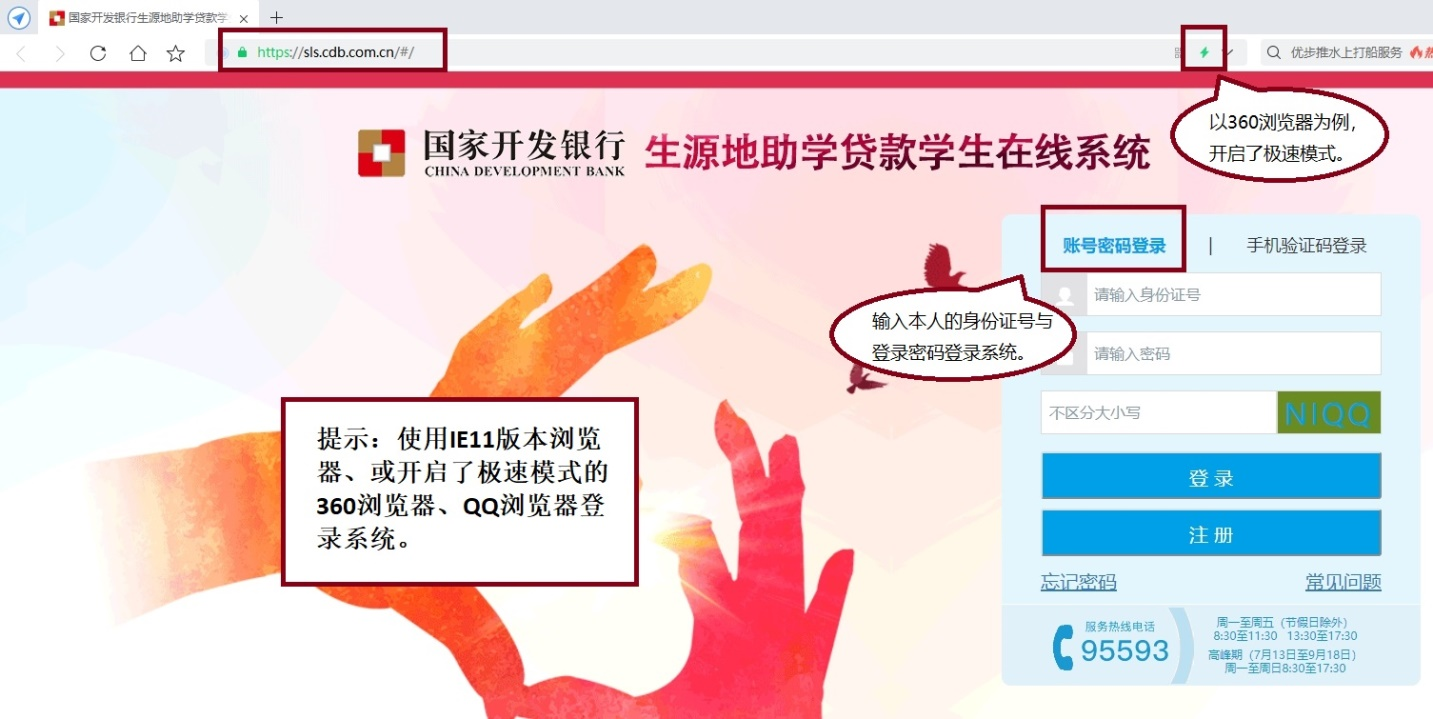 国家开发银行生源地助学贷款学
https://sls.cdb.com.cn/#/
优步推水上打船服务
以360浏览器为例，
开启了极速模式。
国家开发银行
CHINA DEVELOPMENT BANK
生源地助学贷款学生在线系统
账号密码登录 | 手机验证码登录
请输入身份证号
输入本人的身份证号与
登录密码登录系统。
请输入密码
不区分大小写
NIQQ
提示：使用IE11版本浏览
器、或开启了极速模式的
360浏览器、QQ浏览器登
录系统。
登录
注册
忘记密码
常见问题
服务热线电话
95593
周一至周五（节假日除外）
8:30至11:30 13:30至17:30
高峰期（7月13日至9月18日）
周一至周日8:30至17:30